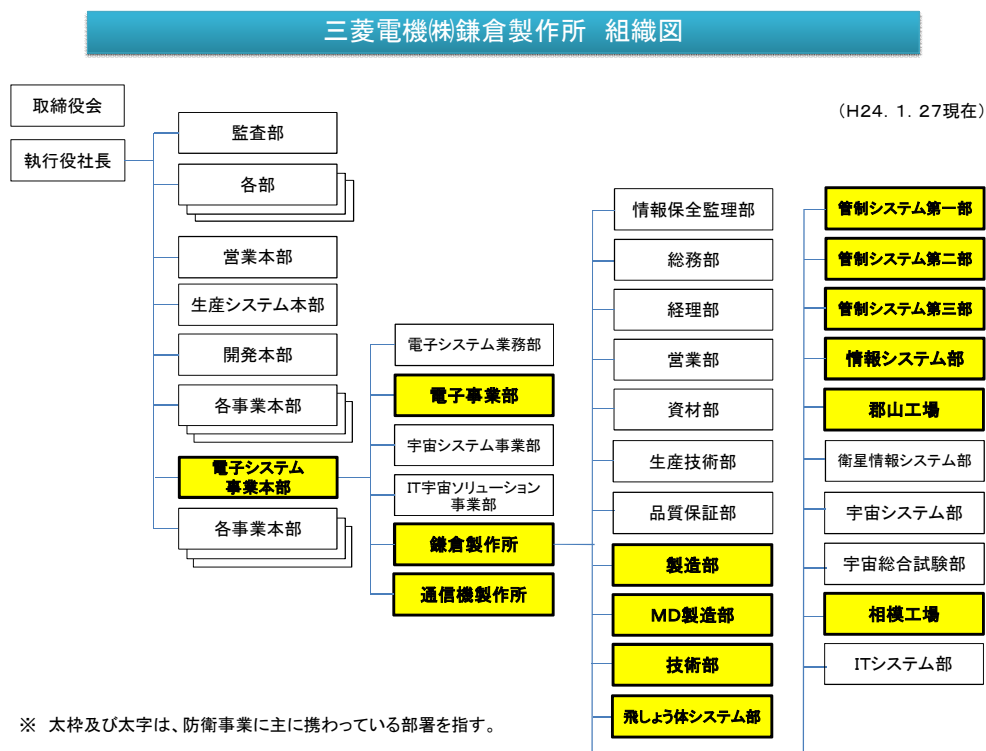 三菱電機㈱鎌倉製作所 組織図
(H24.1.27現在)
取締役会
執行役社長
監査部
各部
営業本部
生産システム本部
開発本部
各事業本部
電子システム
事業本部
各事業本部
電子システム業務部
電子事業部
宇宙システム事業部
IT宇宙ソリューション
事業部
鎌倉製作所
通信機製作所
情報保全監理部
総務部
経理部
営業部
資材部
生産技術部
品質保証部
製造部
MD製造部
技術部
飛しょう体システム部
管制システム第一部
管制システム第二部
管制システム第三部
情報システム部
郡山工場
衛星情報システム部
宇宙システム部
宇宙総合試験部
相模工場
ITシステム部
※ 太枠及び太字は、防衛事業に主に携わっている部署を指す。